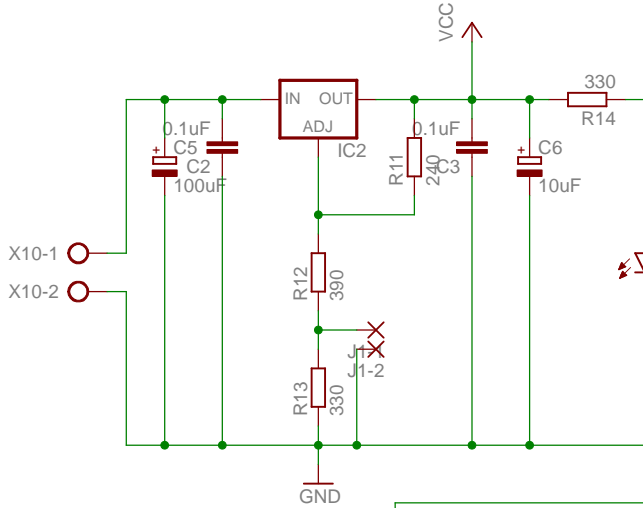 VCC
330
R14
IN OUT
ADJ
IC2
0.1uF
C5
C2
100uF
R11
240
0.1uF
C3
C6
10uF
X10-1
X10-2
R12
390
J1-1
J1-2
R13
330
GND